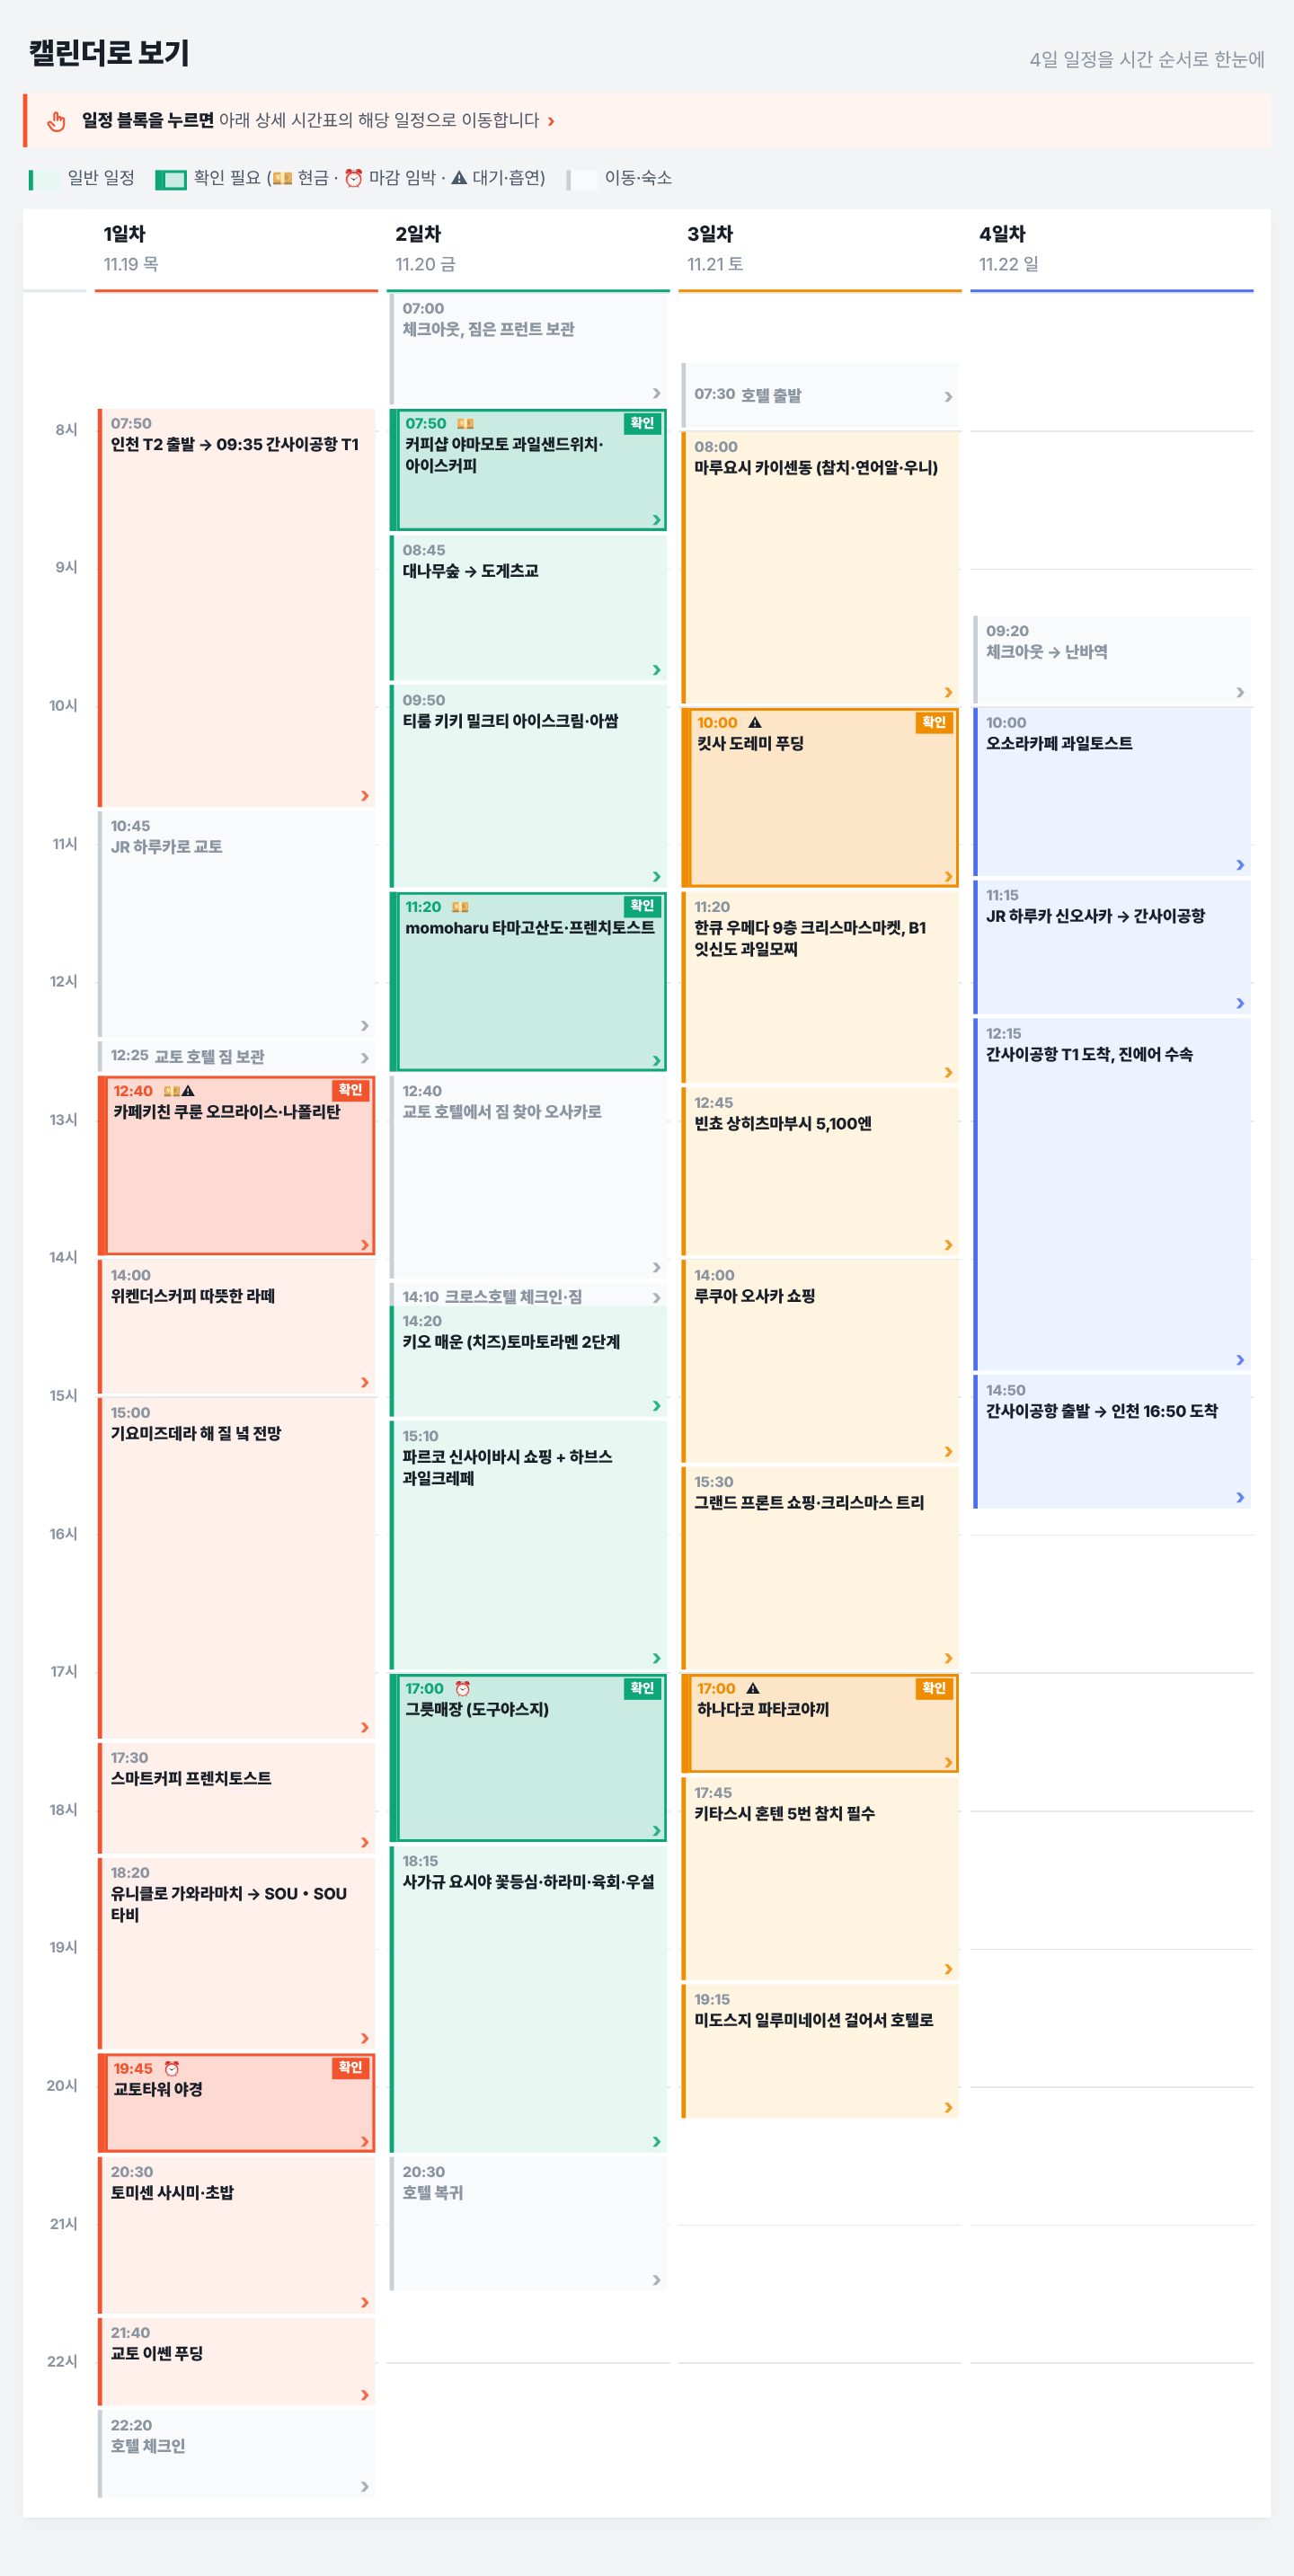 캘린더로 보기
4일 일정을 시간 순서로 한눈에
일정 블록을 누르면 아래 상세 시간표의 해당 일정으로 이동합니다 ›
일반 일정
확인 필요 (💴 현금 · ⏰ 마감 임박 · ⚠ 대기·흡연)
이동·숙소
1일차
11.19 목
2일차
11.20 금
3일차
11.21 토
4일차
11.22 일
8시
9시
10시
11시
12시
13시
14시
15시
16시
17시
18시
19시
20시
21시
22시
07:50
인천 T2 출발 → 09:35 간사이공항 T1
10:45
JR 하루카로 교토
12:25 교토 호텔 짐 보관
12:40 💴⚠ 확인
카페키친 쿠룬 오므라이스·나폴리탄
14:00
위켄더스커피 따뜻한 라떼
15:00
기요미즈데라 해 질 녘 전망
17:30
스마트커피 프렌치토스트
18:20
유니클로 가와라마치 → SOU • SOU
타비
19:45 ⏰ 확인
교토타워 야경
20:30
토미센 사시미·초밥
21:40
교토 이쎈 푸딩
22:20
호텔 체크인
07:00
체크아웃, 짐은 프런트 보관
07:50 💴 확인
커피샵 야마모토 과일샌드위치·
아이스커피
08:45
대나무숲 → 도게츠교
09:50
티룸 키키 밀크티 아이스크림·아쌈
11:20 💴 확인
momoharu 타마고산도·프렌치토스트
12:40
교토 호텔에서 짐 찾아 오사카로
14:10 크로스호텔 체크인·짐
14:20
키오 매운 (치즈)토마토라멘 2단계
15:10
파르코 신사이바시 쇼핑 + 하브스
과일크레페
17:00 ⏰ 확인
그릇매장 (도구야스지)
18:15
사가규 요시야 꽃등심·하라미·육회·우설
20:30
호텔 복귀
07:30 호텔 출발
08:00
마루요시 카이센동 (참치·연어알·우니)
10:00 ⚠ 확인
킷사 도레미 푸딩
11:20
한큐 우메다 9층 크리스마스마켓, B1
잇신도 과일모찌
12:45
빈쵸 상히츠마부시 5,100엔
14:00
루쿠아 오사카 쇼핑
15:30
그랜드 프론트 쇼핑·크리스마스 트리
17:00 ⚠ 확인
하나다코 파타코야끼
17:45
키타스시 혼텐 5번 참치 필수
19:15
미도스지 일루미네이션 걸어서 호텔로
09:20
체크아웃 → 난바역
10:00
오소라카페 과일토스트
11:15
JR 하루카 신오사카 → 간사이공항
12:15
간사이공항 T1 도착, 진에어 수속
14:50
간사이공항 출발 → 인천 16:50 도착